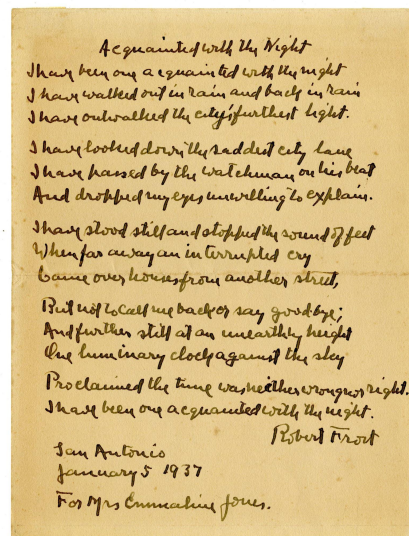 Acquainted with the Night
I have been one acquainted with the night
I have walked out in rain and back in rain
I have outwalked the city's furthest light.
I have looked down the saddest city lane
I have passed by the watchman on his beat
And dropped my eyes unwilling to explain.
I have stood still and stopped the sound of feet
When far away an interrupted cry
Came over houses from another street,
But not to call me back or say goodbye;
And further still at an unearthly height
One luminary clock against the sky
Proclaimed the time was neither wrong nor right.
I have been one acquainted with the night.
Robert Frost
San Antonio
January 5 1937
For Mrs Emmaline Jones.